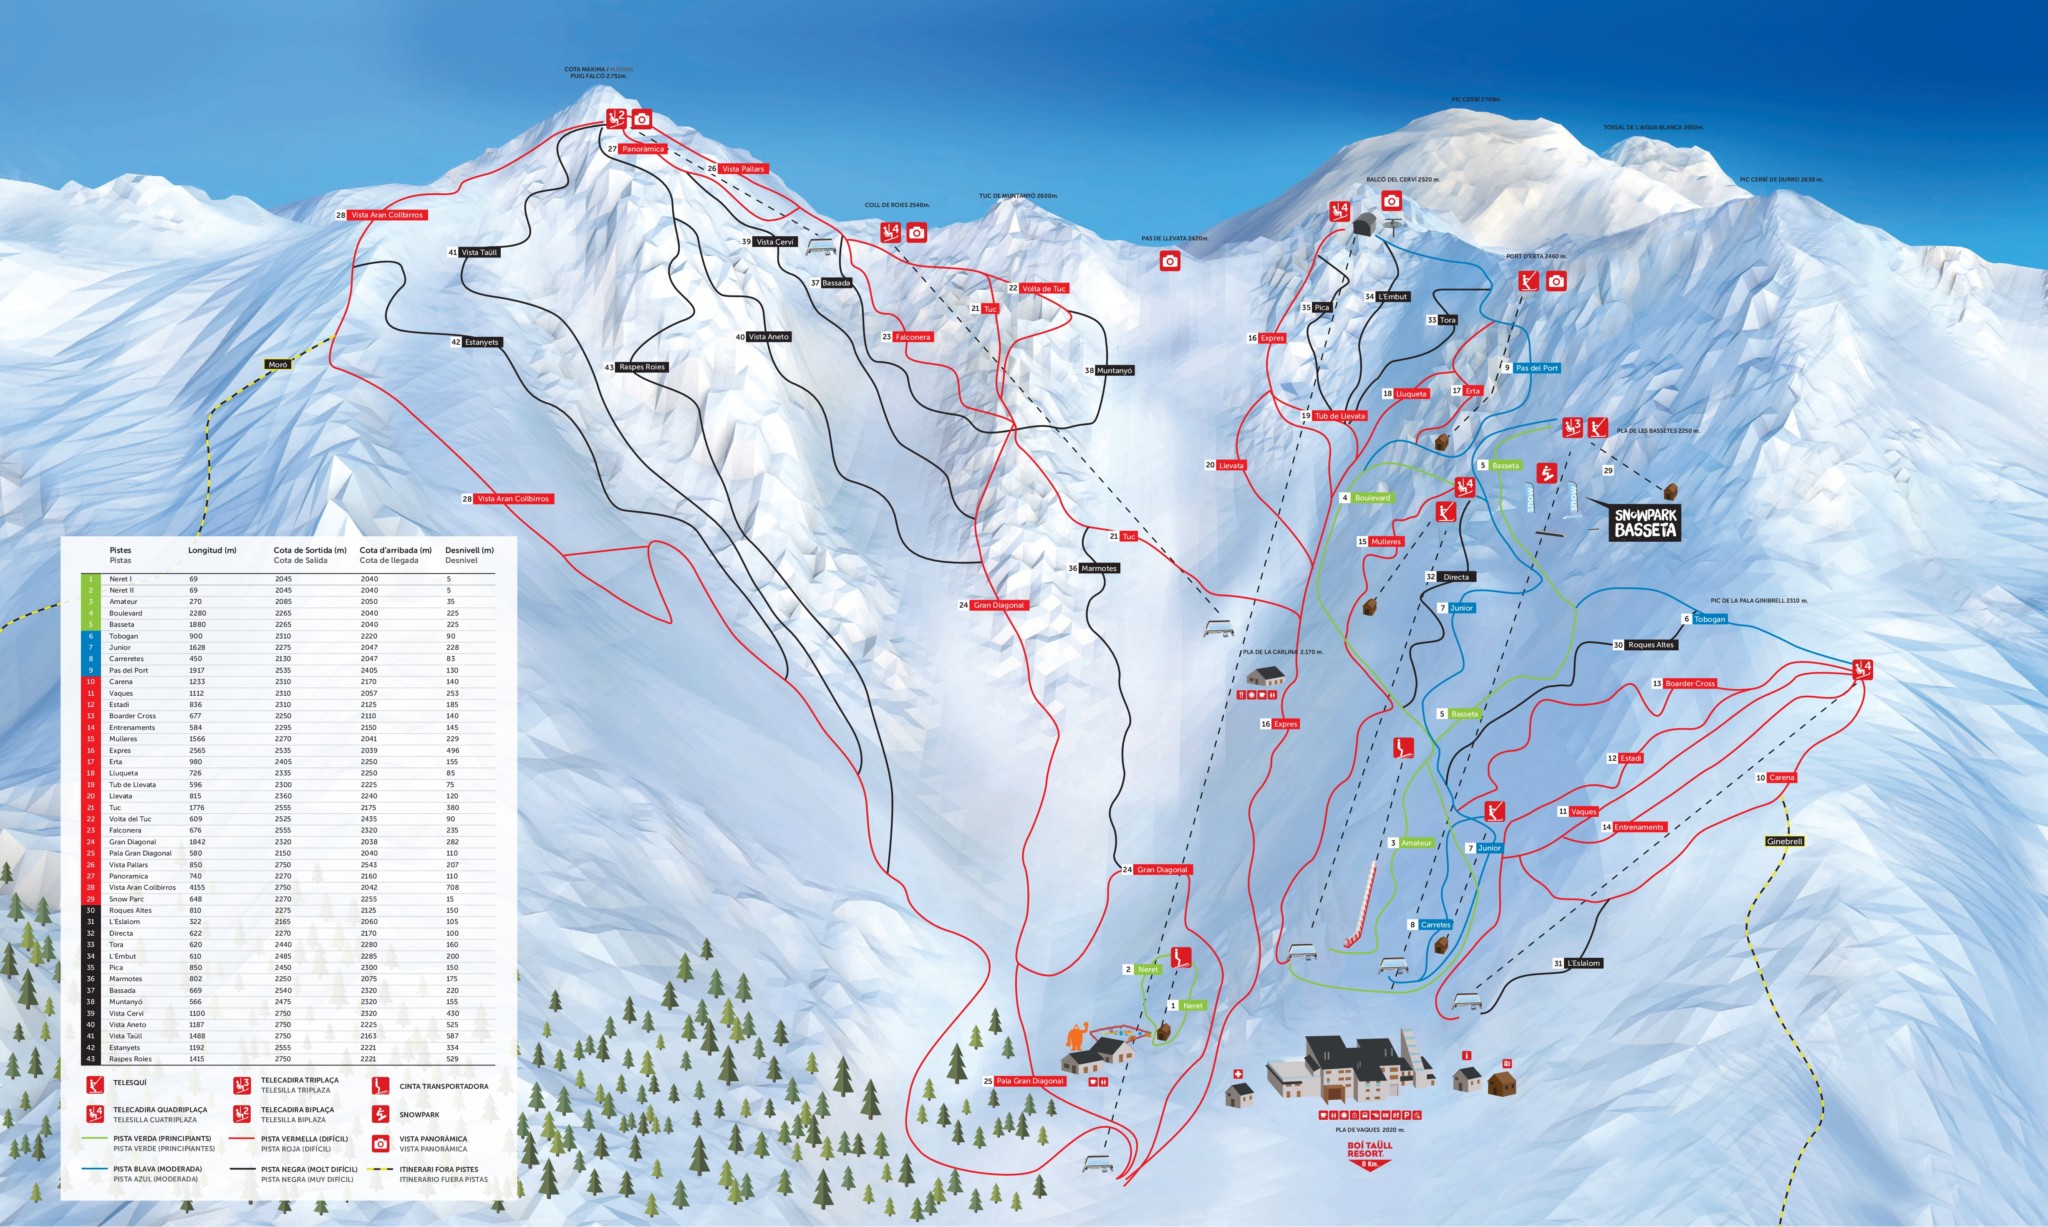 COTA MÀXIMA / MÁXIMA
PUIG FALCÓ 2.751m.
PIC CERBÍ 2740m.
TOSSAL DE L'AIGUA BLANCA 2650m.
PIC CERBÍ DE DURRO 2630 m.
BALCÓ DEL CERVÍ 2520 m.
TUC DE MUNTANYÓ 2600m.
COLL DE ROIES 2540m.
PAS DE LLEVATA 2420m.
PORT D'ERTA 2460 m.
2
27 Panoràmica
26 Vista Pallars
28 Vista Aran Collbirros
4
4
41 Vista Taüll
39 Vista Cerví
37 Bassada
22 Volta de Tuc
21 Tuc
35 Pica
34 L'Embut
33 Tora
42 Estanyets
40 Vista Aneto
23 Falconera
16 Expres
Moró
43 Raspes Roies
38 Muntanyó
9 Pas del Port
18 Lluqueta
17 Erta
19 Tub de Llevata
3
PLA DE LES BASSETES 2250 m.
20 Llevata
5 Basseta
29
4
4 Boulevard
28 Vista Aran Collbirros
snow
snow
SNOWPARK
BASSETA
21 Tuc
15 Mulleres
36 Marmotes
32 Directa
24 Gran Diagonal
7 Junior
PIC DE LA PALA GINIBRELL 2310 m.
6 Tobogan
30 Roques Altes
PLA DE LA CARLINA 2.170 m.
4
13 Boarder Cross
5 Basseta
16 Expres
12 Estadi
10 Carena
11 Vaques
14 Entrenaments
3 Amateur
7 Junior
Ginebrell
24 Gran Diagonal
8 Carretes
31 L'Eslalom
2 Neret
1 Neret
25 Pala Gran Diagonal
PLA DE VAQUES 2020 m.
BOÍ TAÜLL
RESORT.
8 Km.
Pistes Longitud (m) Cota de Sortida (m) Cota d'arribada (m) Desnivell (m)
Pistas Cota de Salida Cota de llegada Desnivel
1 Neret I 69 2045 2040 5
2 Neret II 69 2045 2040 5
3 Amateur 270 2085 2050 35
4 Boulevard 2280 2265 2040 225
5 Basseta 1880 2265 2040 225
6 Tobogan 900 2310 2220 90
7 Junior 1628 2275 2047 228
8 Carreretes 450 2130 2047 83
9 Pas del Port 1917 2535 2405 130
10 Carena 1233 2310 2170 140
11 Vaques 1112 2310 2057 253
12 Estadi 836 2310 2125 185
13 Boarder Cross 677 2250 2110 140
14 Entrenaments 584 2295 2150 145
15 Mulleres 1566 2270 2041 229
16 Expres 2565 2535 2039 496
17 Erta 980 2405 2250 155
18 Lluqueta 726 2335 2250 85
19 Tub de Llevata 596 2300 2225 75
20 Llevata 815 2360 2240 120
21 Tuc 1776 2555 2175 380
22 Volta del Tuc 609 2525 2435 90
23 Falconera 676 2555 2320 235
24 Gran Diagonal 1842 2320 2038 282
25 Pala Gran Diagonal 580 2150 2040 110
26 Vista Pallars 850 2750 2543 207
27 Panoramica 740 2270 2160 110
28 Vista Aran Collbirros 4155 2750 2042 708
29 Snow Parc 648 2270 2255 15
30 Roques Altes 810 2275 2125 150
31 L'Eslalom 322 2165 2060 105
32 Directa 622 2270 2170 100
33 Tora 620 2440 2280 160
34 L'Embut 610 2485 2285 200
35 Pica 850 2450 2300 150
36 Marmotes 802 2250 2075 175
37 Bassada 669 2540 2320 220
38 Muntanyó 566 2475 2320 155
39 Vista Cerví 1100 2750 2320 430
40 Vista Aneto 1187 2750 2225 525
41 Vista Taüll 1488 2750 2163 587
42 Estanyets 1192 2555 2221 334
43 Raspes Roies 1415 2750 2221 529
TELESQUÍ
3 TELECADIRA TRIPLAÇA
TELESILLA TRIPLAZA
CINTA TRANSPORTADORA
4 TELECADIRA QUADRIPLAÇA
TELESILLA CUATRIPLAZA
2 TELECADIRA BIPLAÇA
TELESILLA BIPLAZA
SNOWPARK
PISTA VERDA (PRINCIPIANTS)
PISTA VERDE (PRINCIPIANTES)
PISTA VERMELLA (DIFÍCIL)
PISTA ROJA (DIFÍCIL)
VISTA PANORÀMICA
VISTA PANORÁMICA
PISTA BLAVA (MODERADA)
PISTA AZUL (MODERADA)
PISTA NEGRA (MOLT DIFÍCIL)
PISTA NEGRA (MUY DIFÍCIL)
ITINERARI FORA PISTES
ITINERARIO FUERA PISTAS